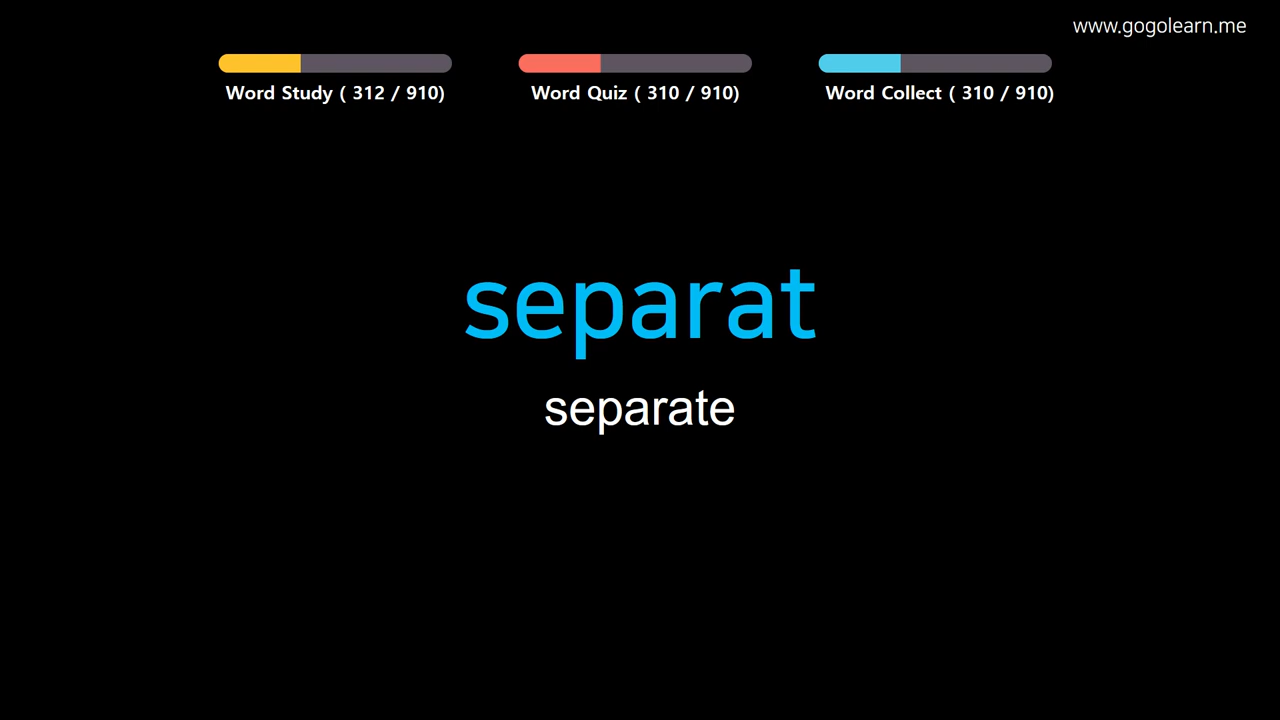 www.gogolearn.me
Word Study ( 312 / 910)
Word Quiz ( 310 / 910)
Word Collect ( 310 / 910)
separat
separate